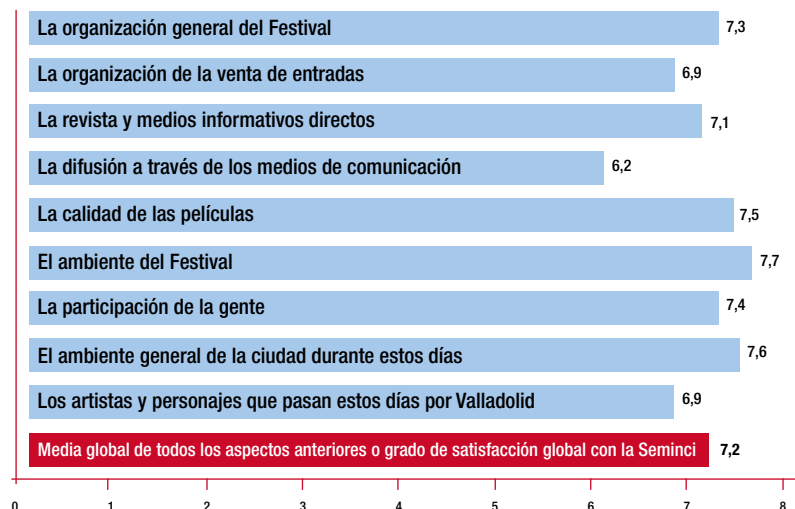 La organización general del Festival 7,3
La organización de la venta de entradas 6,9
La revista y medios informativos directos 7,1
La difusión a través de los medios de comunicación 6,2
La calidad de las películas 7,5
El ambiente del Festival 7,7
La participación de la gente 7,4
El ambiente general de la ciudad durante estos días 7,6
Los artistas y personajes que pasan estos días por Valladolid 6,9
Media global de todos los aspectos anteriores o grado de satisfacción global con la Seminci 7,2
0 1 2 3 4 5 6 7 8